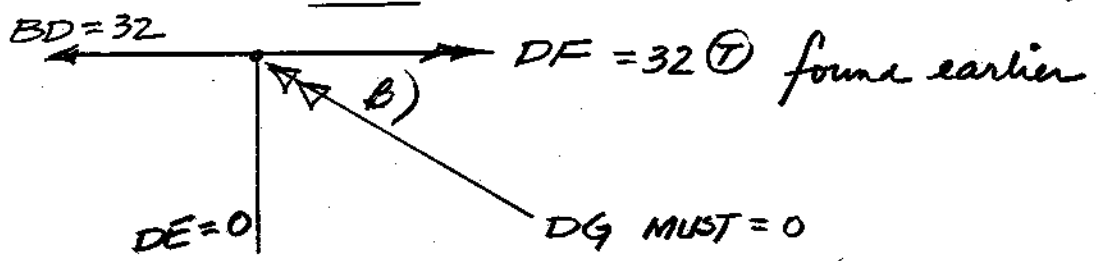 BD = 32
DF = 32 Ⓣ found earlier
β)
DE = 0
DG MUST = 0